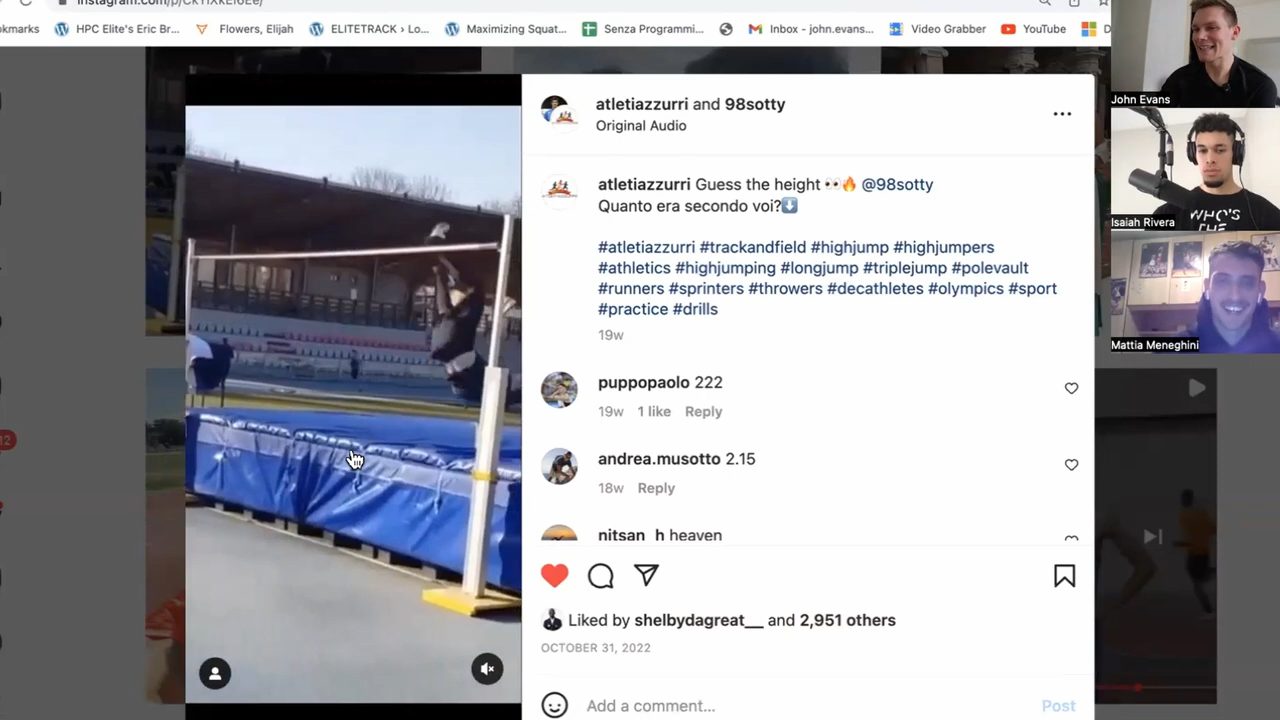 instagram.com/p/CkYIXkEI6Ee/
okmarks
HPC Elite's Eric Br...
Flowers, Elijah
ELITETRACK › Lo...
Maximizing Squat...
Senza Programmi...
Inbox - john.evans...
Video Grabber
YouTube
D
John Evans
WHO'S
THE
Isaiah Rivera
Mattia Meneghini
atletiazzurri and 98sotty
Original Audio
atletiazzurri Guess the height 👀🔥 @98sotty
Quanto era secondo voi?⬇️
#atletiazzurri #trackandfield #highjump #highjumpers
#athletics #highjumping #longjump #triplejump #polevault
#runners #sprinters #throwers #decathletes #olympics #sport
#practice #drills
19w
puppopaolo 222
19w 1 like Reply
andrea.musotto 2.15
18w Reply
nitsan_h heaven
12
Liked by shelbydagreat__ and 2,951 others
OCTOBER 31, 2022
Add a comment...
Post